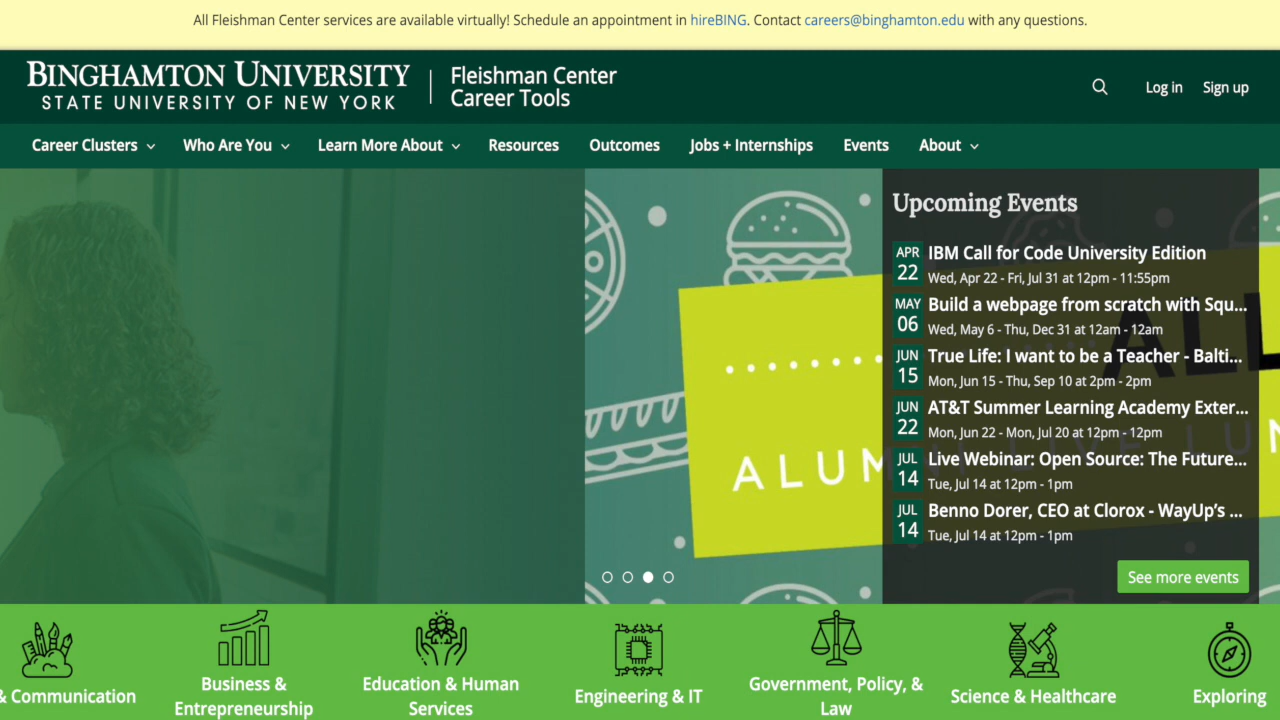 All Fleishman Center services are available virtually! Schedule an appointment in hireBING. Contact careers@binghamton.edu with any questions.
BINGHAMTON UNIVERSITY
STATE UNIVERSITY OF NEW YORK
Fleishman Center
Career Tools
Log in
Sign up
Career Clusters
Who Are You
Learn More About
Resources
Outcomes
Jobs + Internships
Events
About
Upcoming Events
APR
22
IBM Call for Code University Edition
Wed, Apr 22 - Fri, Jul 31 at 12pm - 11:55pm
MAY
06
Build a webpage from scratch with Squ...
Wed, May 6 - Thu, Dec 31 at 12am - 12am
JUN
15
True Life: I want to be a Teacher - Balti...
Mon, Jun 15 - Thu, Sep 10 at 2pm - 2pm
JUN
22
AT&T Summer Learning Academy Exter...
Mon, Jun 22 - Mon, Jul 20 at 12pm - 12pm
JUL
14
Live Webinar: Open Source: The Future...
Tue, Jul 14 at 12pm - 1pm
JUL
14
Benno Dorer, CEO at Clorox - WayUp's ...
Tue, Jul 14 at 12pm - 1pm
See more events
ALUM
& Communication
Business &
Entrepreneurship
Education & Human
Services
Engineering & IT
Government, Policy, &
Law
Science & Healthcare
Exploring